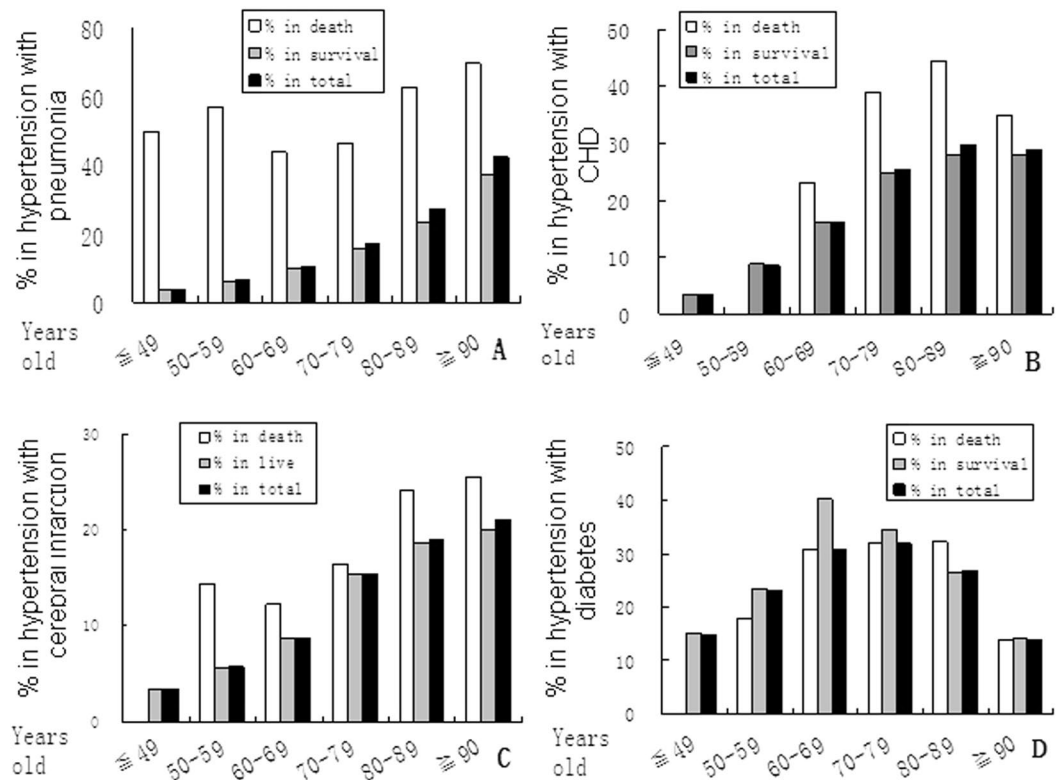 % in hypertension with
pneumonia
80
60
40
20
0
% in death
% in survival
% in total
Years
old
≦49
50-59
60-69
70-79
80-89
≧90
A
% in hypertension with
CHD
50
40
30
20
10
0
% in death
% in survival
% in total
Years
old
≦49
50-59
60-69
70-79
80-89
≧90
B
% in hypertension with
cerebral infarction
30
20
10
0
% in death
% in live
% in total
Years
old
≦49
50-59
60-69
70-79
80-89
≧90
C
% in hypertension with
diabetes
50
40
30
20
10
0
% in death
% in survival
% in total
Years
old
≦49
50-59
60-69
70-79
80-89
≧90
D